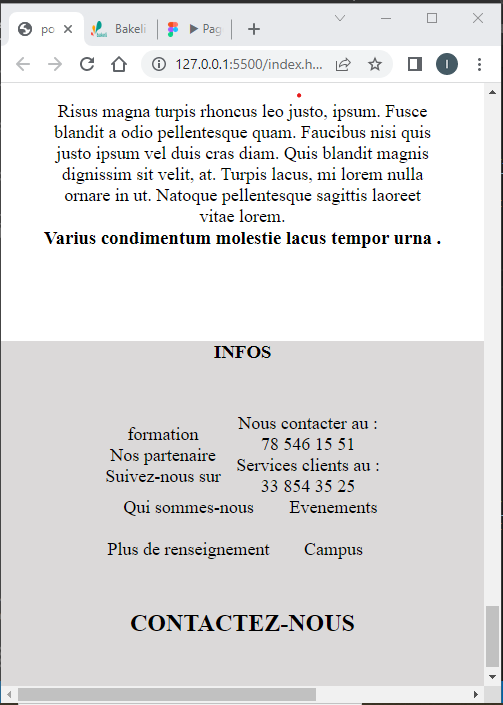 po
Bakeli
Pag
127.0.0.1:5500/index.h...
I
Risus magna turpis rhoncus leo justo, ipsum. Fusce
blandit a odio pellentesque quam. Faucibus nisi quis
justo ipsum vel duis cras diam. Quis blandit magnis
dignissim sit velit, at. Turpis lacus, mi lorem nulla
ornare in ut. Natoque pellentesque sagittis laoreet
vitae lorem.
Varius condimentum molestie lacus tempor urna .
INFOS
formation
Nos partenaire
Suivez-nous sur
Nous contacter au :
78 546 15 51
Services clients au :
33 854 35 25
Qui sommes-nous Evenements
Plus de renseignement Campus
CONTACTEZ-NOUS